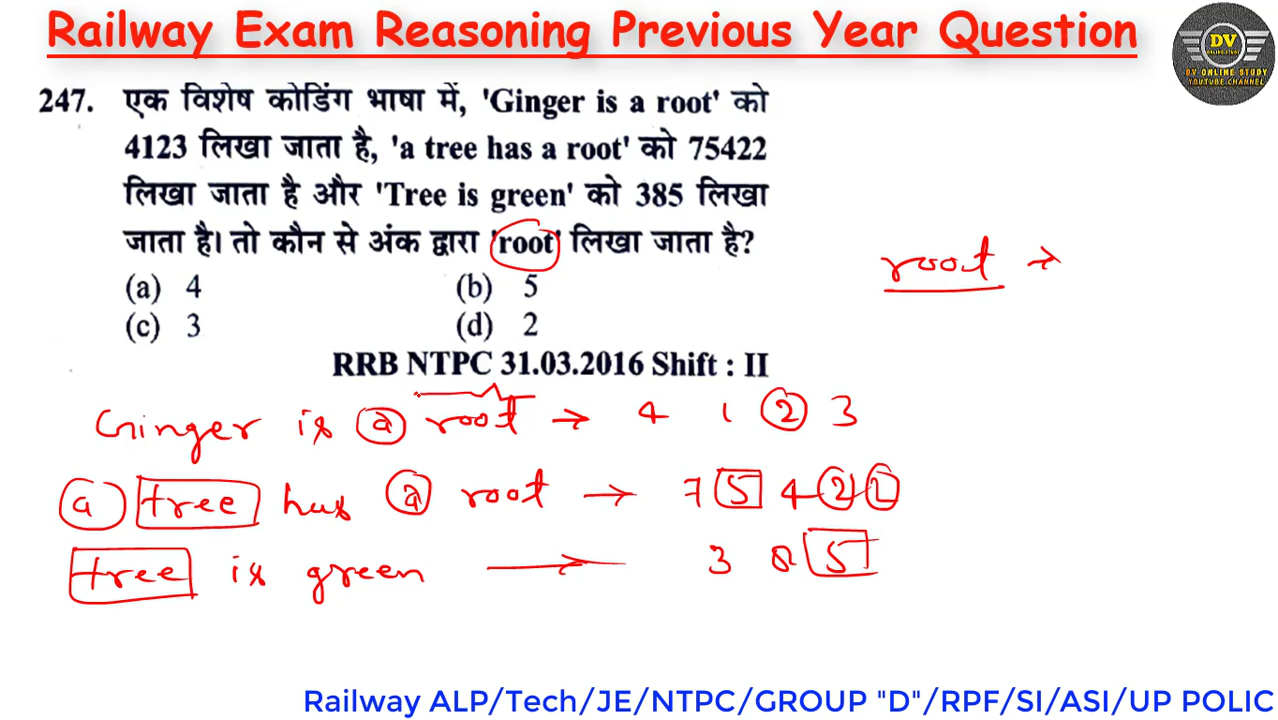 Railway Exam Reasoning Previous Year Question
DV
DV ONLINE STUDY
YOUTUBE CHANNEL
247. एक विशेष कोडिंग भाषा में, 'Ginger is a root' को
4123 लिखा जाता है, 'a tree has a root' को 75422
लिखा जाता है और 'Tree is green' को 385 लिखा
जाता है। तो कौन से अंक द्वारा 'root' लिखा जाता है?
(a) 4 (b) 5
(c) 3 (d) 2
RRB NTPC 31.03.2016 Shift : II
root →
Ginger is a root → 4 1 2 3
a tree has a root → 7 5 4 2 2
tree is green → 3 8 5
Railway ALP/Tech/JE/NTPC/GROUP "D"/RPF/SI/ASI/UP POLIC